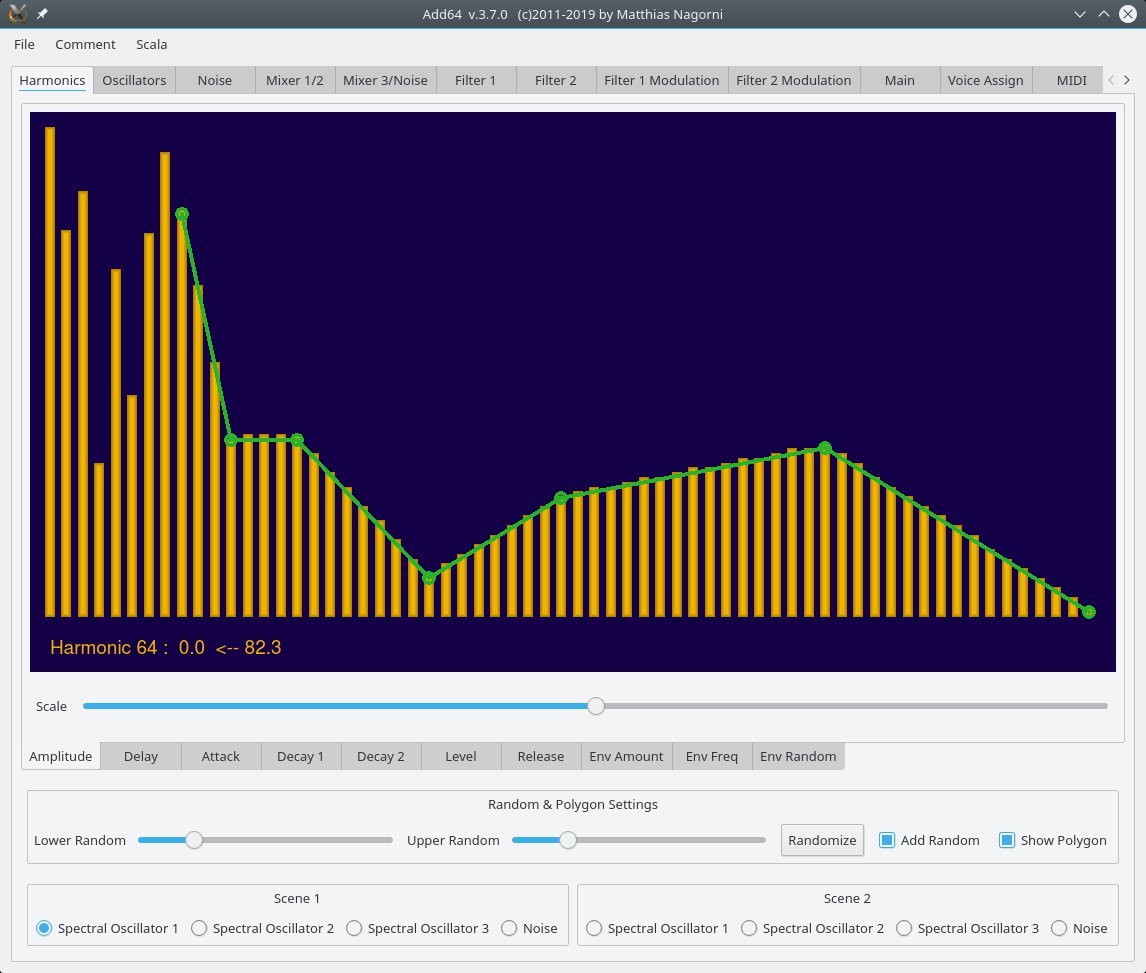 Add64 v.3.7.0 (c)2011-2019 by Matthias Nagorni
File Comment Scala
Harmonics Oscillators Noise Mixer 1/2 Mixer 3/Noise Filter 1 Filter 2 Filter 1 Modulation Filter 2 Modulation Main Voice Assign MIDI
Harmonic 64 : 0.0 <-- 82.3
Scale
Amplitude Delay Attack Decay 1 Decay 2 Level Release Env Amount Env Freq Env Random
Random & Polygon Settings
Lower Random Upper Random Randomize Add Random Show Polygon
Scene 1 Scene 2
Spectral Oscillator 1 Spectral Oscillator 2 Spectral Oscillator 3 Noise Spectral Oscillator 1 Spectral Oscillator 2 Spectral Oscillator 3 Noise